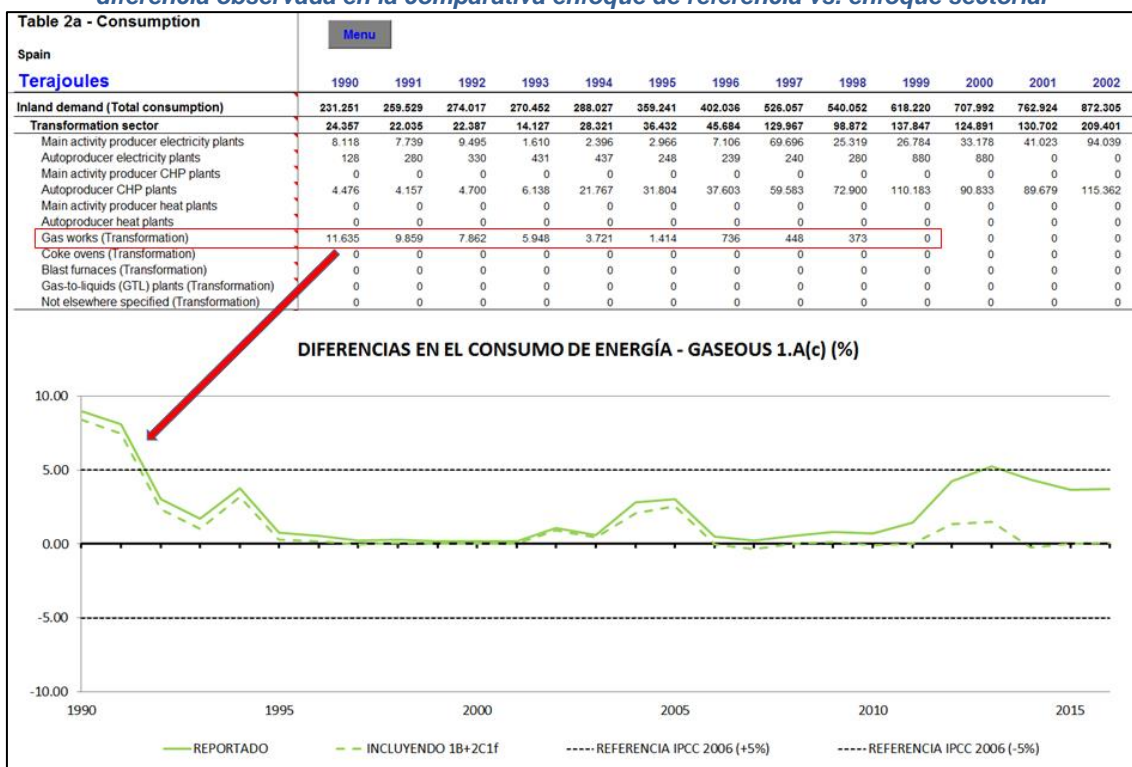 diferencia observada en la comparativa enfoque de referencia vs. enfoque sectorial
Table 2a - Consumption
Menu
Spain
Terajoules 1990 1991 1992 1993 1994 1995 1996 1997 1998 1999 2000 2001 2002
Inland demand (Total consumption) 231.251 259.529 274.017 270.452 288.027 359.241 402.036 526.057 540.052 618.220 707.992 762.924 872.305
Transformation sector 24.357 22.035 22.387 14.127 28.321 36.432 45.684 129.967 98.872 137.847 124.891 130.702 209.401
Main activity producer electricity plants 8.118 7.739 9.495 1.610 2.396 2.966 7.106 69.696 25.319 26.784 33.178 41.023 94.039
Autoproducer electricity plants 128 280 330 431 437 248 239 240 280 880 880 0 0
Main activity producer CHP plants 0 0 0 0 0 0 0 0 0 0 0 0 0
Autoproducer CHP plants 4.476 4.157 4.700 6.138 21.767 31.804 37.603 59.583 72.900 110.183 90.833 89.679 115.362
Main activity producer heat plants 0 0 0 0 0 0 0 0 0 0 0 0 0
Autoproducer heat plants 0 0 0 0 0 0 0 0 0 0 0 0 0
Gas works (Transformation) 11.635 9.859 7.862 5.948 3.721 1.414 736 448 373 0 0 0 0
Coke ovens (Transformation) 0 0 0 0 0 0 0 0 0 0 0 0 0
Blast furnaces (Transformation) 0 0 0 0 0 0 0 0 0 0 0 0 0
Gas-to-liquids (GTL) plants (Transformation) 0 0 0 0 0 0 0 0 0 0 0 0 0
Not elsewhere specified (Transformation) 0 0 0 0 0 0 0 0 0 0 0 0 0
DIFERENCIAS EN EL CONSUMO DE ENERGÍA - GASEOUS 1.A(c) (%)
10.00
5.00
0.00
-5.00
-10.00
1990 1995 2000 2005 2010 2015
REPORTADO INCLUYENDO 1B+2C1f REFERENCIA IPCC 2006 (+5%) REFERENCIA IPCC 2006 (-5%)